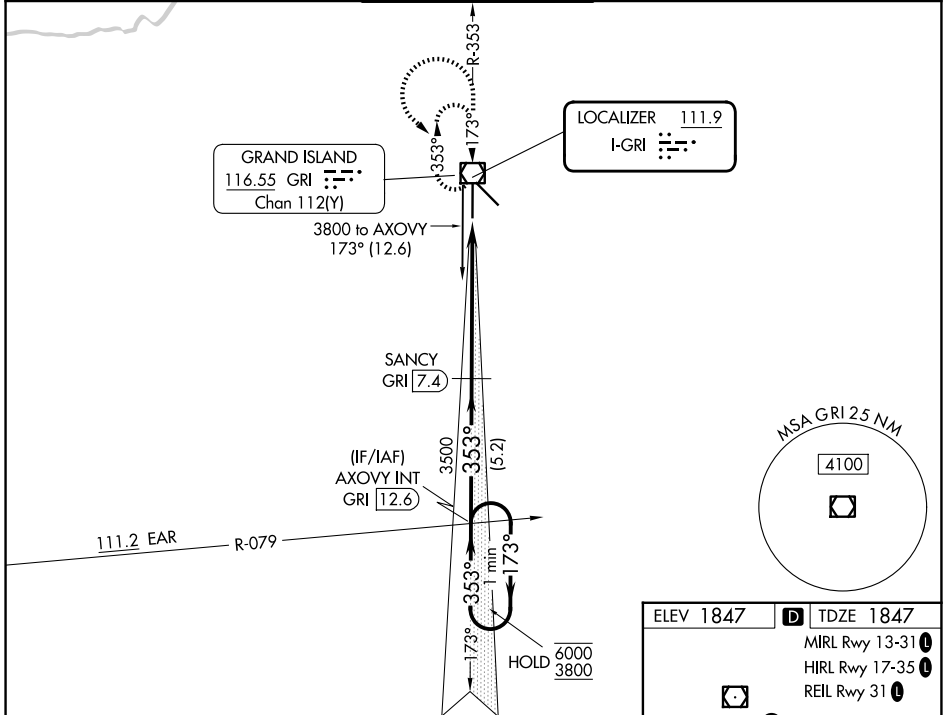 R-353
353°
173°
LOCALIZER 111.9
I-GRI
GRAND ISLAND
116.55 GRI
Chan 112(Y)
3800 to AXOVY
173° (12.6)
SANCY
GRI 7.4
3500
353°
(5.2)
(IF/IAF)
AXOVY INT
GRI 12.6
111.2 EAR
R-079
353°
1 min
173°
173°
HOLD 6000
3800
MSA GRI 25 NM
4100
ELEV 1847 D TDZE 1847
MIRL Rwy 13-31 L
HIRL Rwy 17-35 L
REIL Rwy 31 L